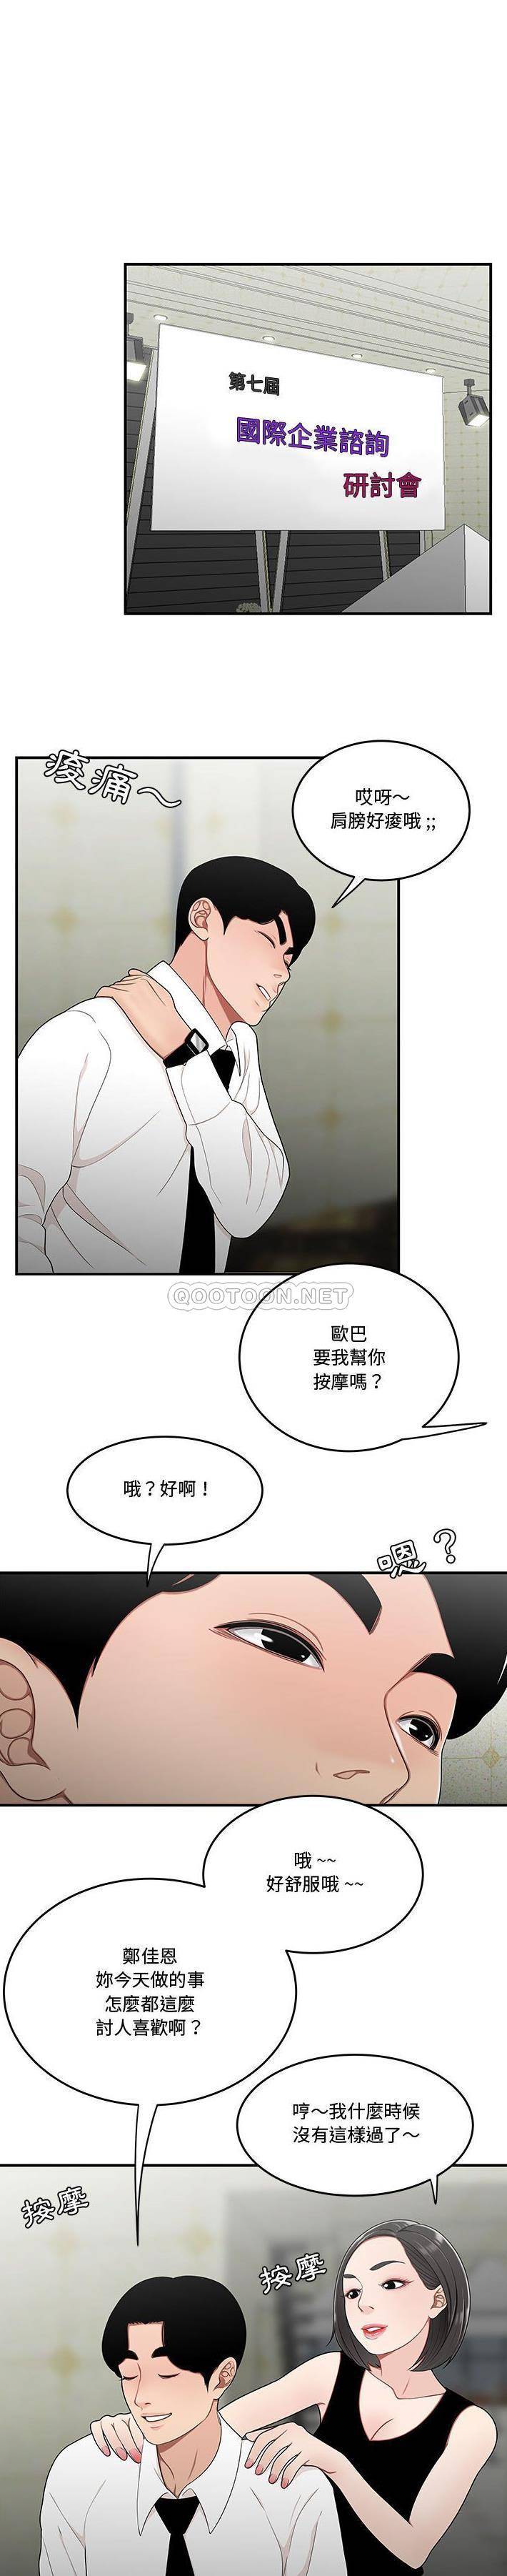 第七屆
國際企業諮詢
研討會
痠痛～
哎呀～
肩膀好痠哦 ;;
QOOTOON.NET
歐巴
要我幫你
按摩嗎？
哦？好啊！
嗯？
哦 ~~
好舒服哦 ~~
鄭佳恩
妳今天做的事
怎麼都這麼
討人喜歡啊？
哼～我什麼時候
沒有這樣過了～
按摩
按摩